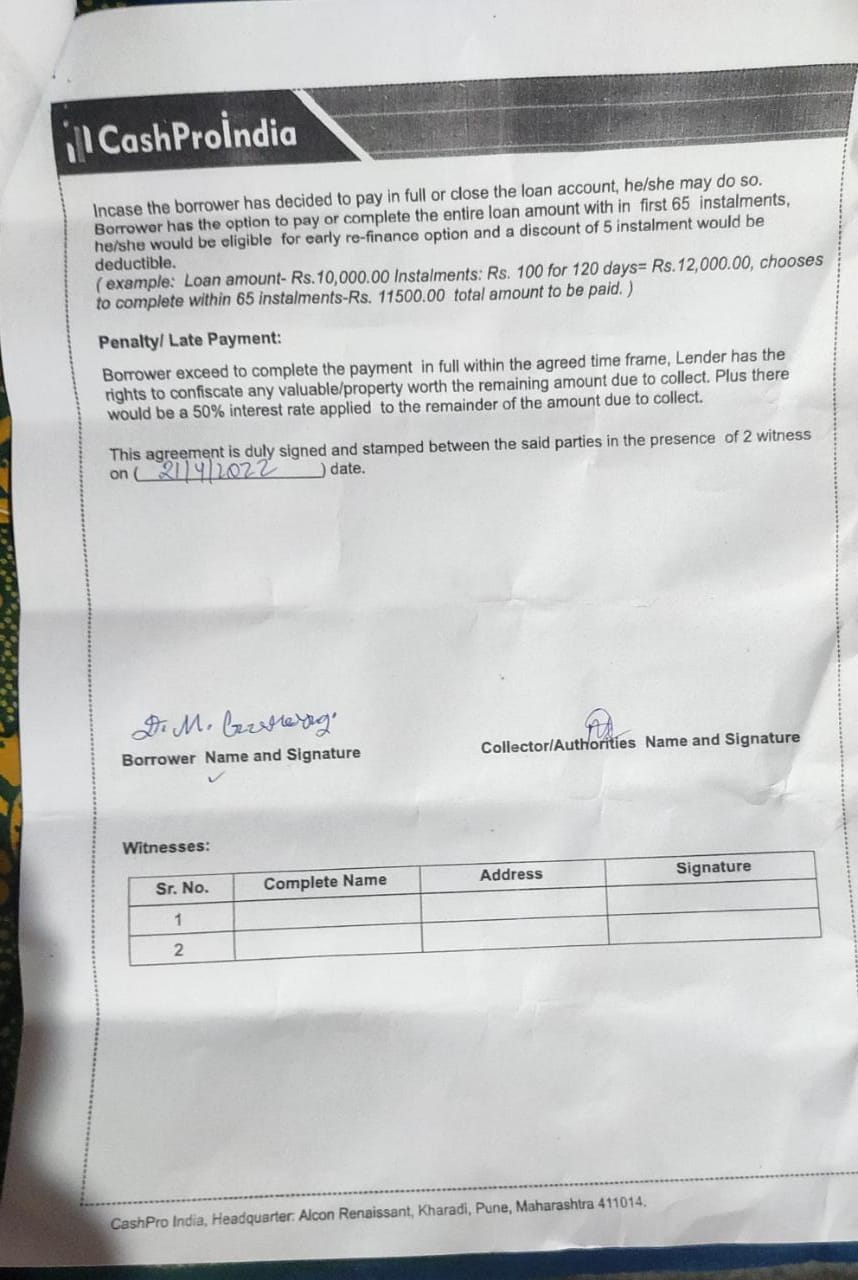 CashProIndia
Incase the borrower has decided to pay in full or close the loan account, he/she may do so.
Borrower has the option to pay or complete the entire loan amount with in first 65 instalments,
he/she would be eligible for early re-finance option and a discount of 5 instalment would be
deductible.
( example: Loan amount- Rs.10,000.00 Instalments: Rs. 100 for 120 days= Rs.12,000.00, chooses
to complete within 65 instalments-Rs. 11500.00 total amount to be paid. )
Penalty/ Late Payment:
Borrower exceed to complete the payment in full within the agreed time frame, Lender has the
rights to confiscate any valuable/property worth the remaining amount due to collect. Plus there
would be a 50% interest rate applied to the remainder of the amount due to collect.
This agreement is duly signed and stamped between the said parties in the presence of 2 witness
on ( 21/4/2022 ) date.
D. M.
Borrower Name and Signature
Collector/Authorities Name and Signature
Witnesses:
Sr. No. Complete Name Address Signature
1
2
CashPro India, Headquarter: Alcon Renaissant, Kharadi, Pune, Maharashtra 411014.